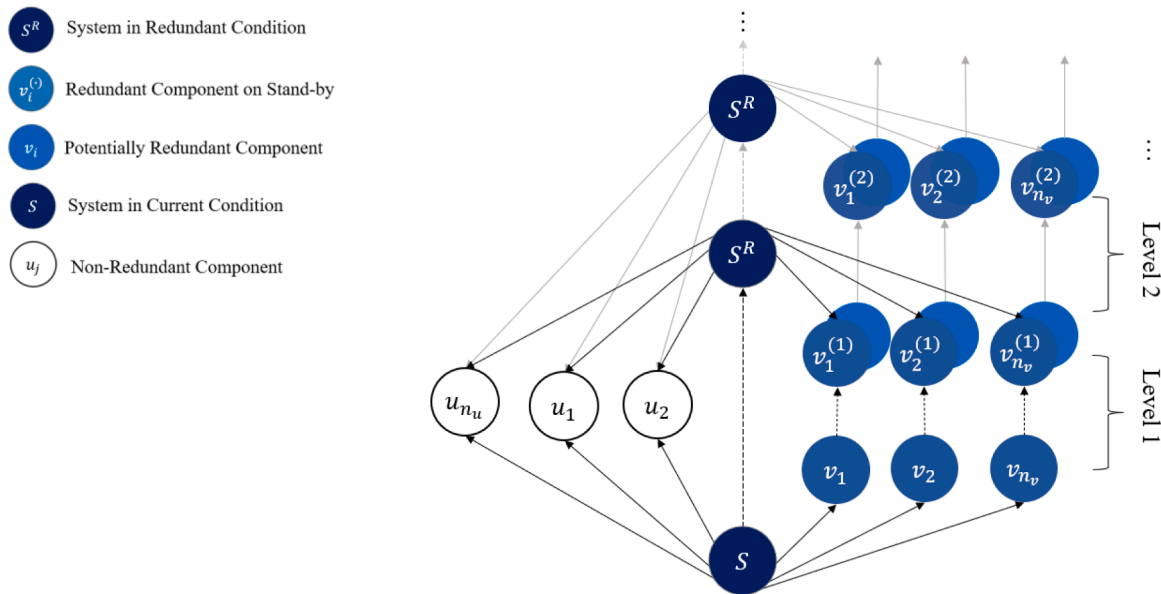 S^R System in Redundant Condition
v_i^(·) Redundant Component on Stand-by
v_i Potentially Redundant Component
S System in Current Condition
u_j Non-Redundant Component
⋮
S^R
v_1^(2) v_2^(2) v_{n_v}^(2)
…
S^R
Level 2
v_1^(1) v_2^(1) v_{n_v}^(1)
u_{n_u} u_1 u_2
Level 1
v_1 v_2 v_{n_v}
S